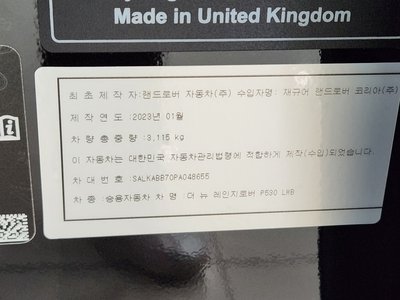 Made in United Kingdom
최초 제작 자:랜드로버 자동차(주) 수입자명: 재규어 랜드로버 코리아(주)
제작 연도 :2023년 01월
차량 총 중량 : 3,115 kg
이 자동차는 대한민국 자동차관리법령에 적합하게 제작(수입)되었습니다.
차대 번호 :SALKABB70PA048655
차종 :승용자동차 차 명 :더 뉴 레인지로버 P530 LWB